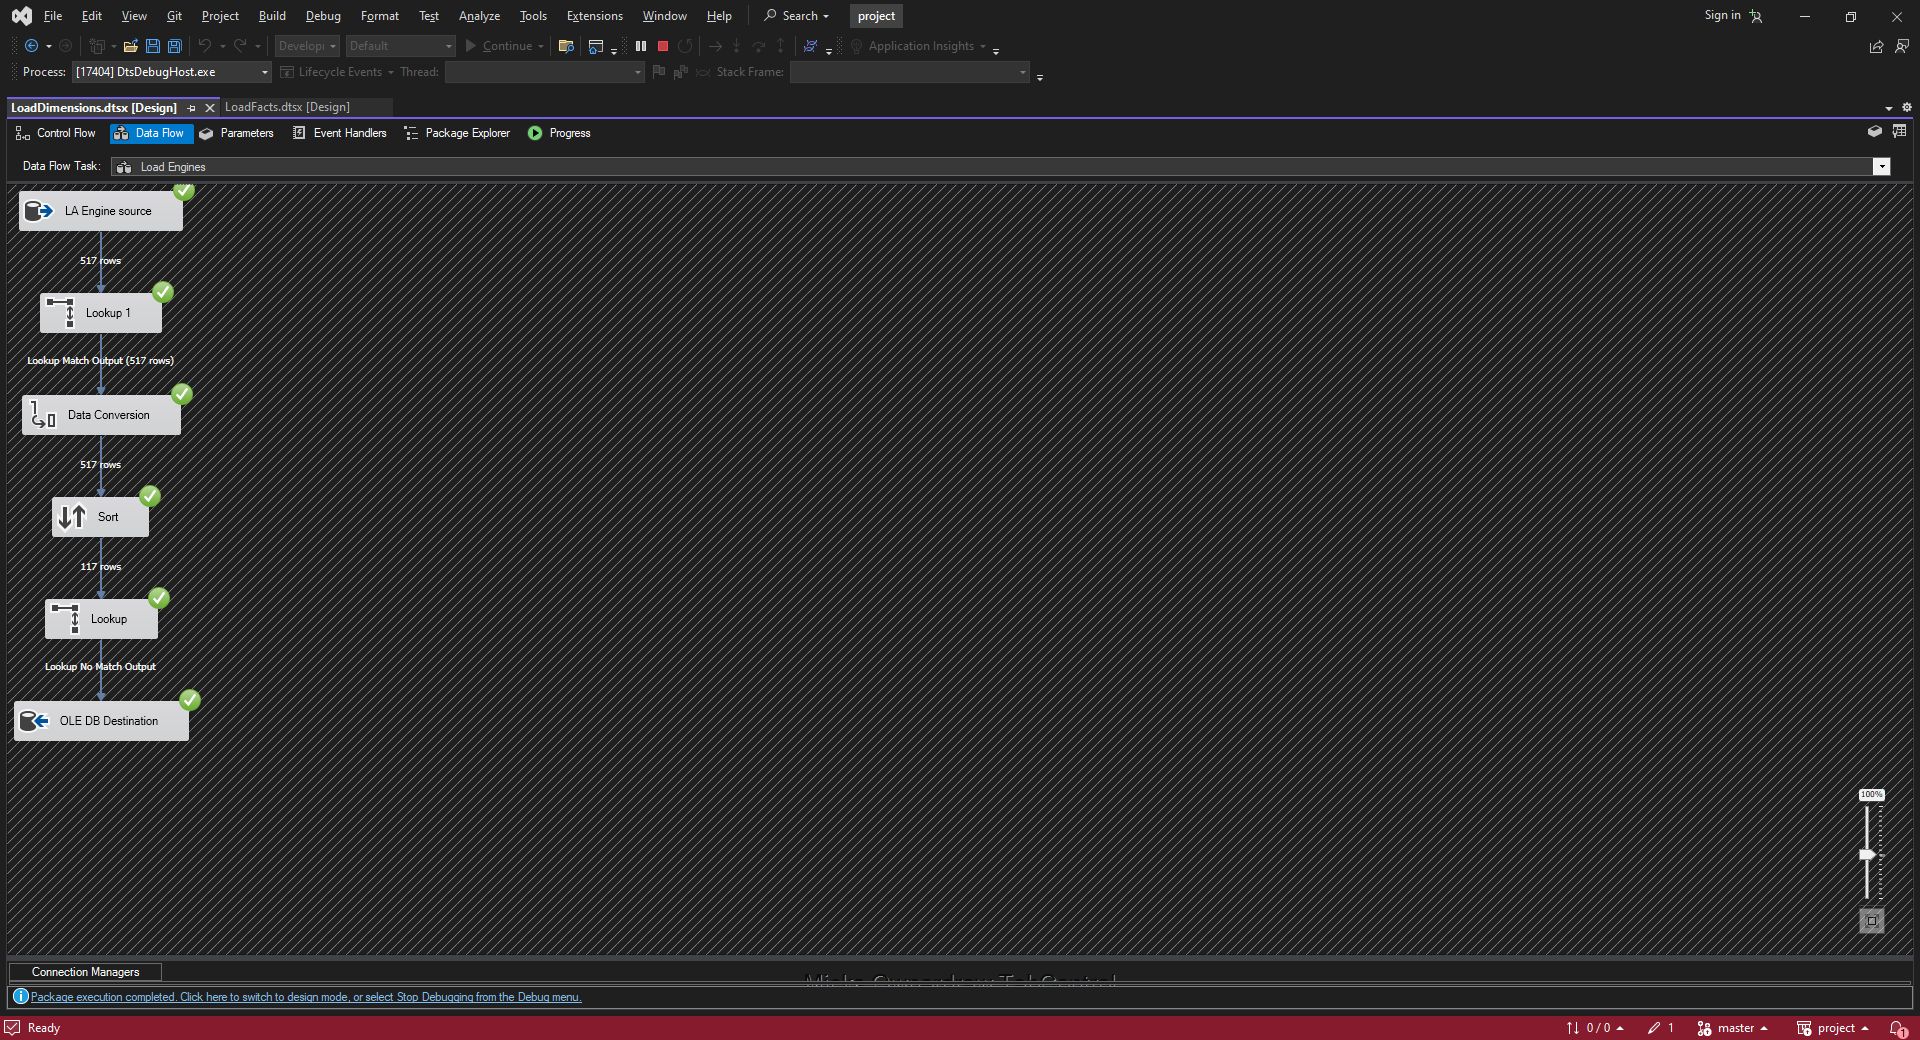 File Edit View Git Project Build Debug Format Test Analyze Tools Extensions Window Help Search project Sign in
Default Continue Application Insights
Process: [17404] DtsDebugHost.exe Lifecycle Events Thread: Stack Frame:
LoadDimensions.dtsx [Design] LoadFacts.dtsx [Design]
Control Flow Data Flow Parameters Event Handlers Package Explorer Progress
Data Flow Task: Load Engines
LA Engine source
517 rows
Lookup 1
Lookup Match Output (517 rows)
Data Conversion
517 rows
Sort
117 rows
Lookup
Lookup No Match Output
OLE DB Destination
100%
Connection Managers
Package execution completed. Click here to switch to design mode, or select Stop Debugging from the Debug menu.
Ready 0 / 0 1 master project 1